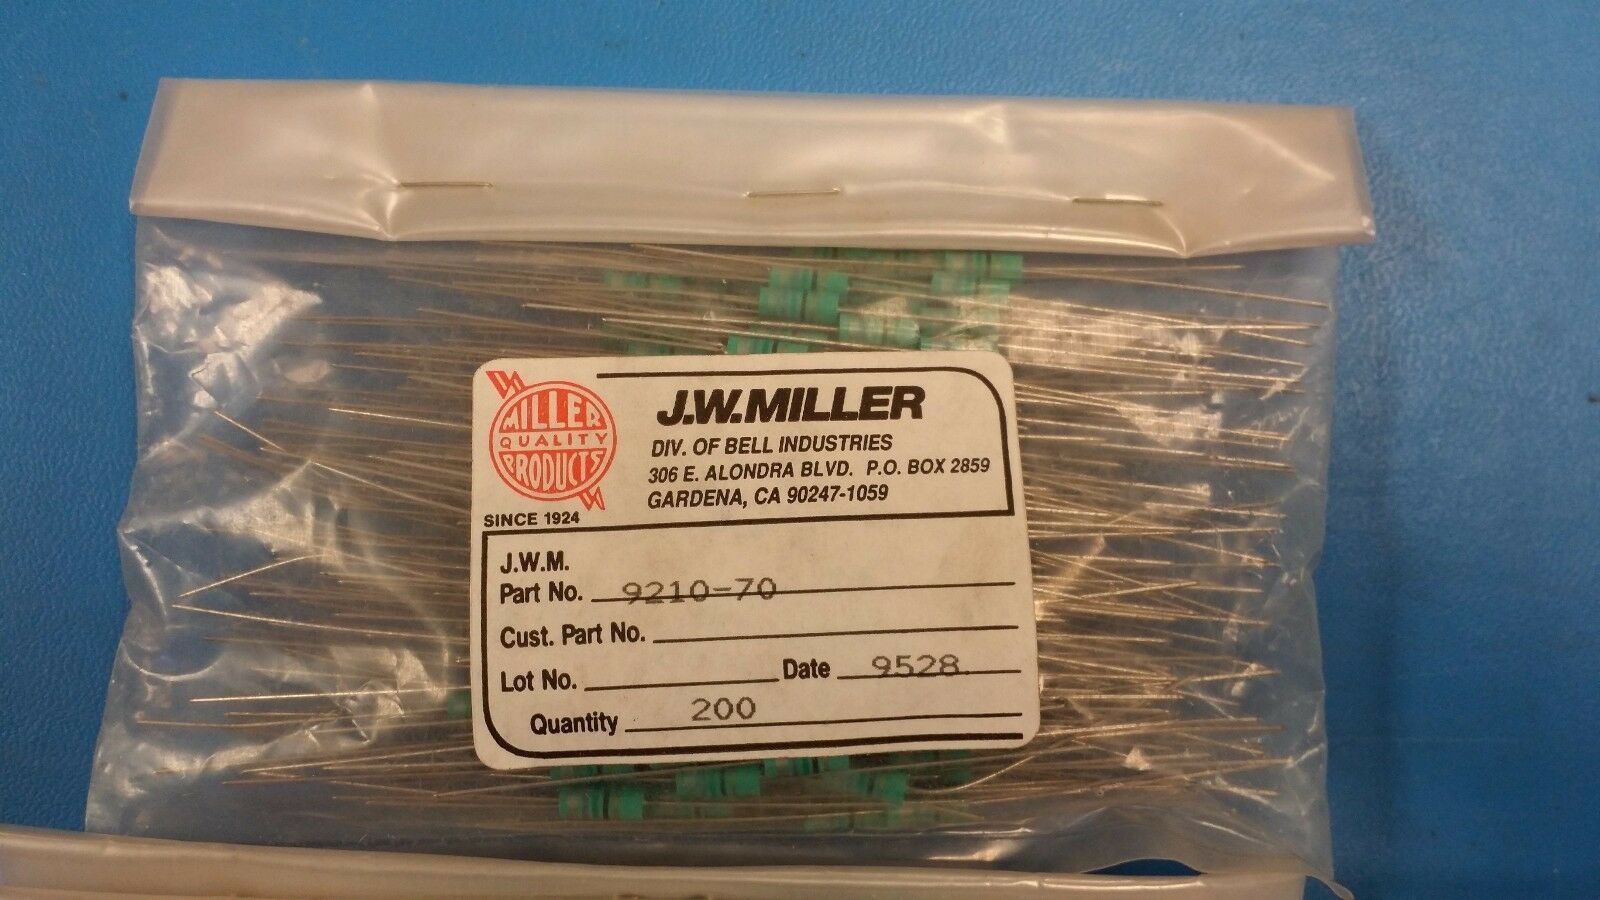 MILLER
QUALITY
PRODUCTS
SINCE 1924
J.W.MILLER
DIV. OF BELL INDUSTRIES
306 E. ALONDRA BLVD. P.O. BOX 2859
GARDENA, CA 90247-1059
J.W.M.
Part No. 9210-70
Cust. Part No.
Lot No. Date 9528
Quantity 200